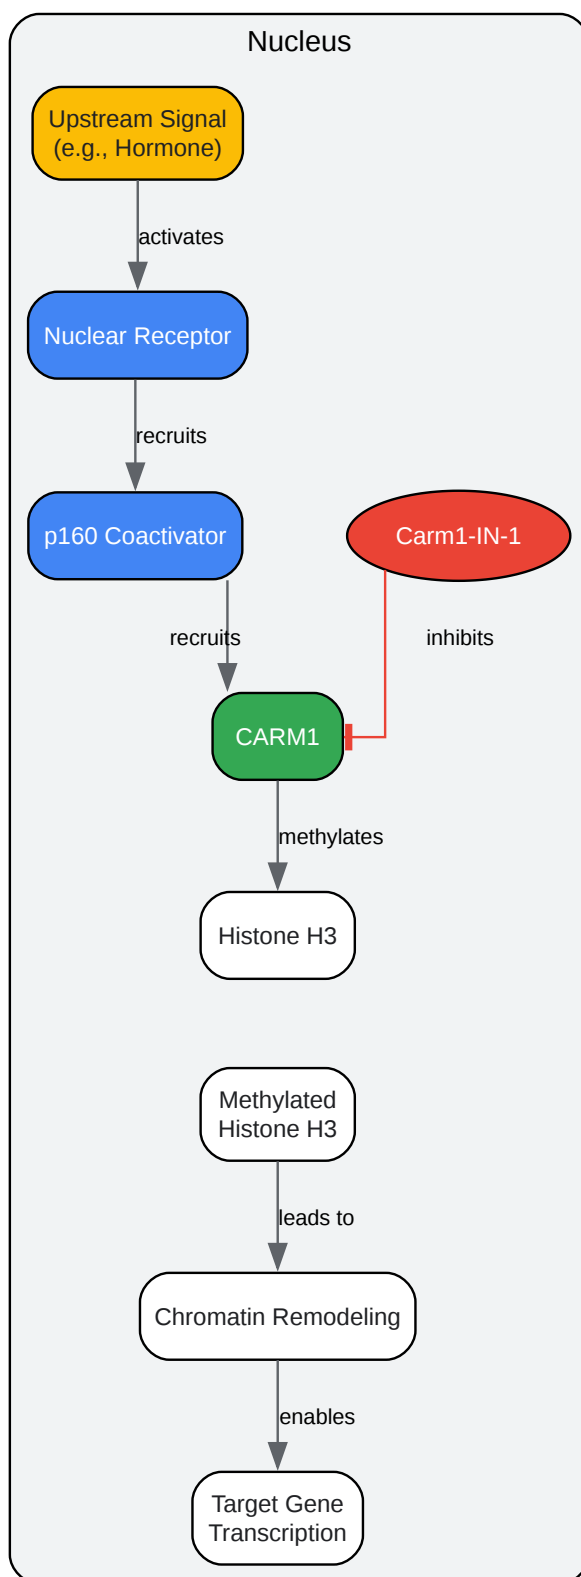 Nucleus
Upstream Signal
(e.g., Hormone)
activates
Nuclear Receptor
recruits
p160 Coactivator
Carm1-IN-1
recruits
inhibits
CARM1
methylates
Histone H3
Methylated
Histone H3
leads to
Chromatin Remodeling
enables
Target Gene
Transcription